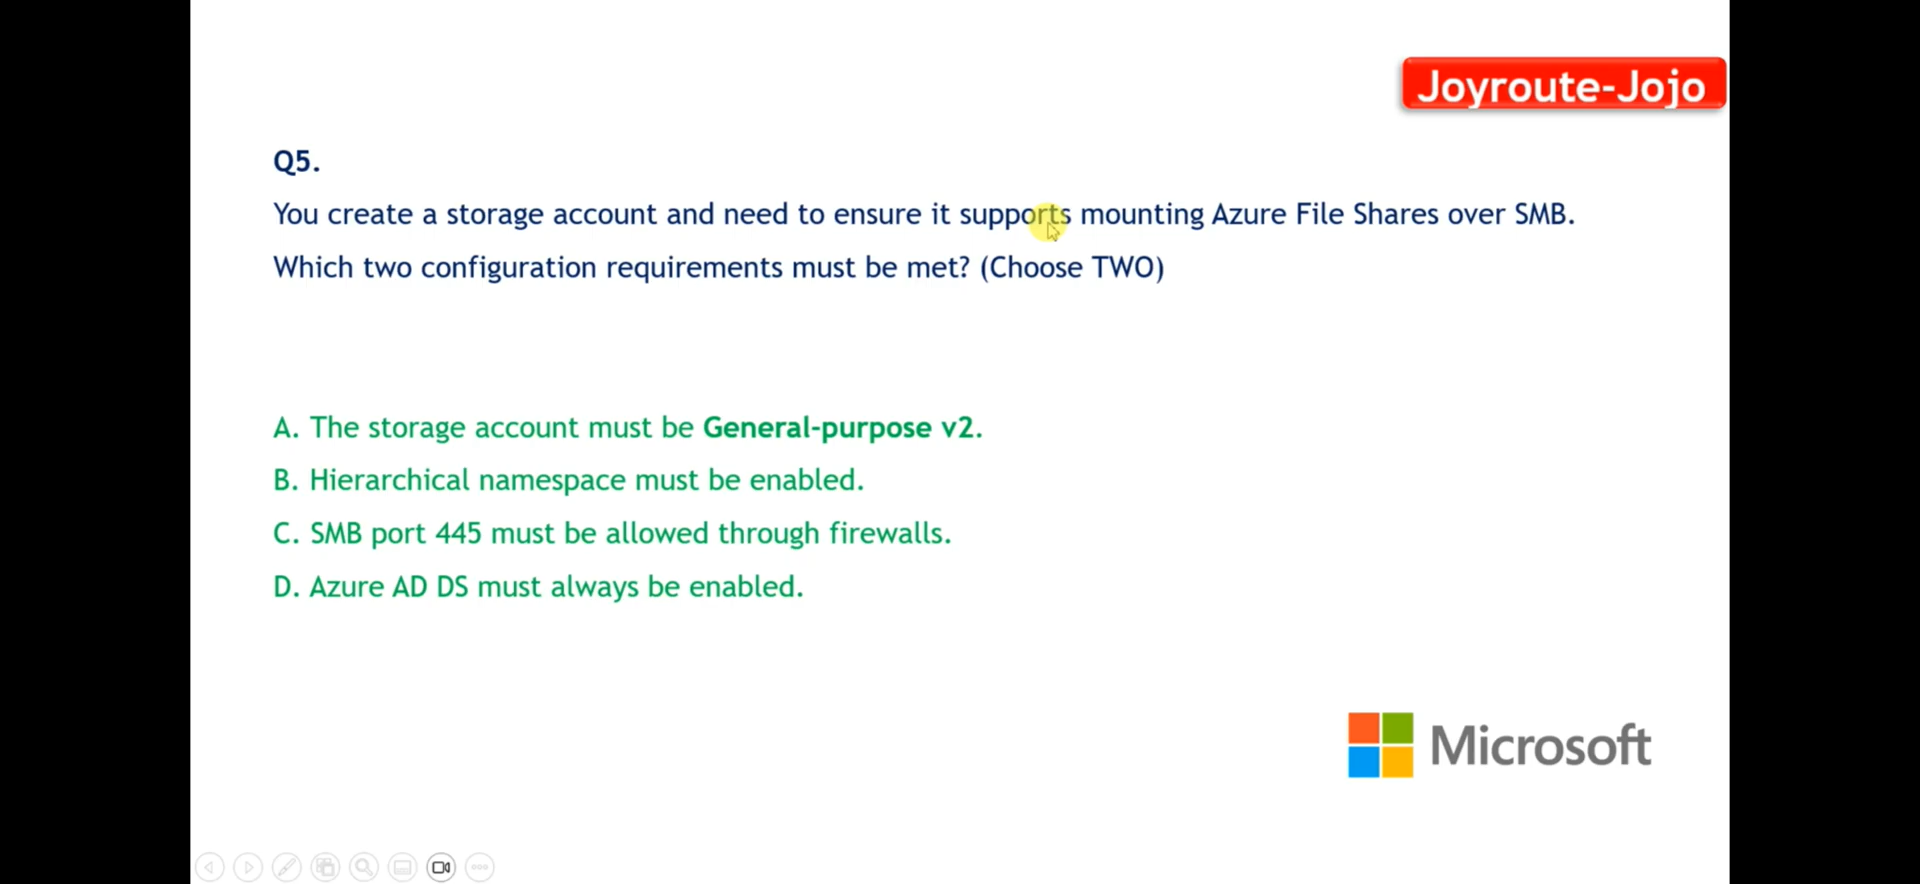 Joyroute-Jojo
Q5.
You create a storage account and need to ensure it supports mounting Azure File Shares over SMB.
Which two configuration requirements must be met? (Choose TWO)
A. The storage account must be General-purpose v2.
B. Hierarchical namespace must be enabled.
C. SMB port 445 must be allowed through firewalls.
D. Azure AD DS must always be enabled.
Microsoft